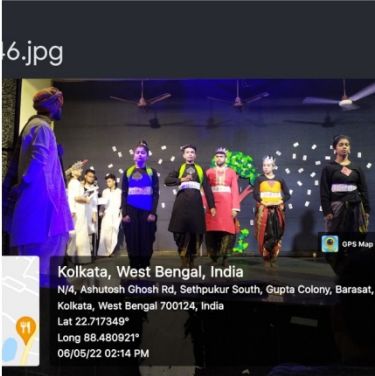 46.jpg
GPS Map
Kolkata, West Bengal, India
N/4, Ashutosh Ghosh Rd, Sethpukur South, Gupta Colony, Barasat,
Kolkata, West Bengal 700124, India
Lat 22.717349°
Long 88.480921°
06/05/22 02:14 PM